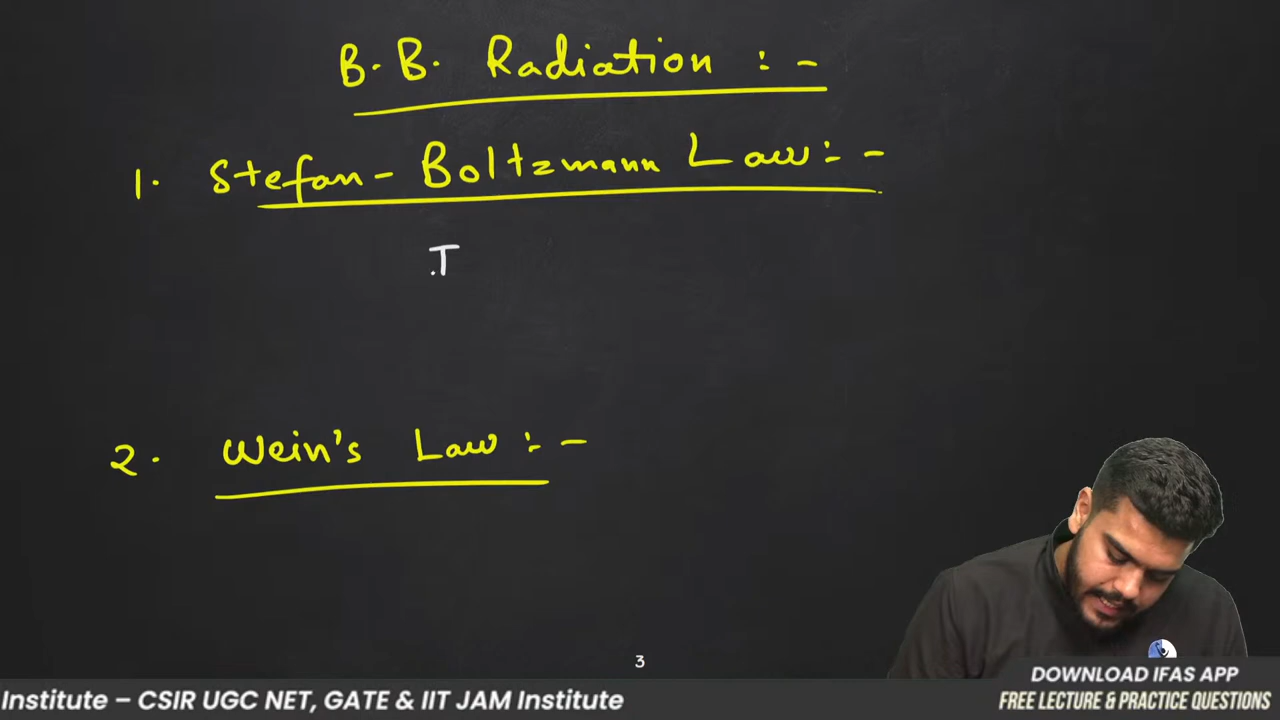 B. B. Radiation : -
1. Stefan - Boltzmann Law : -
.T
2. Wein's Law : -
3
DOWNLOAD IFAS APP
Institute – CSIR UGC NET, GATE & IIT JAM Institute
FREE LECTURE & PRACTICE QUESTIONS